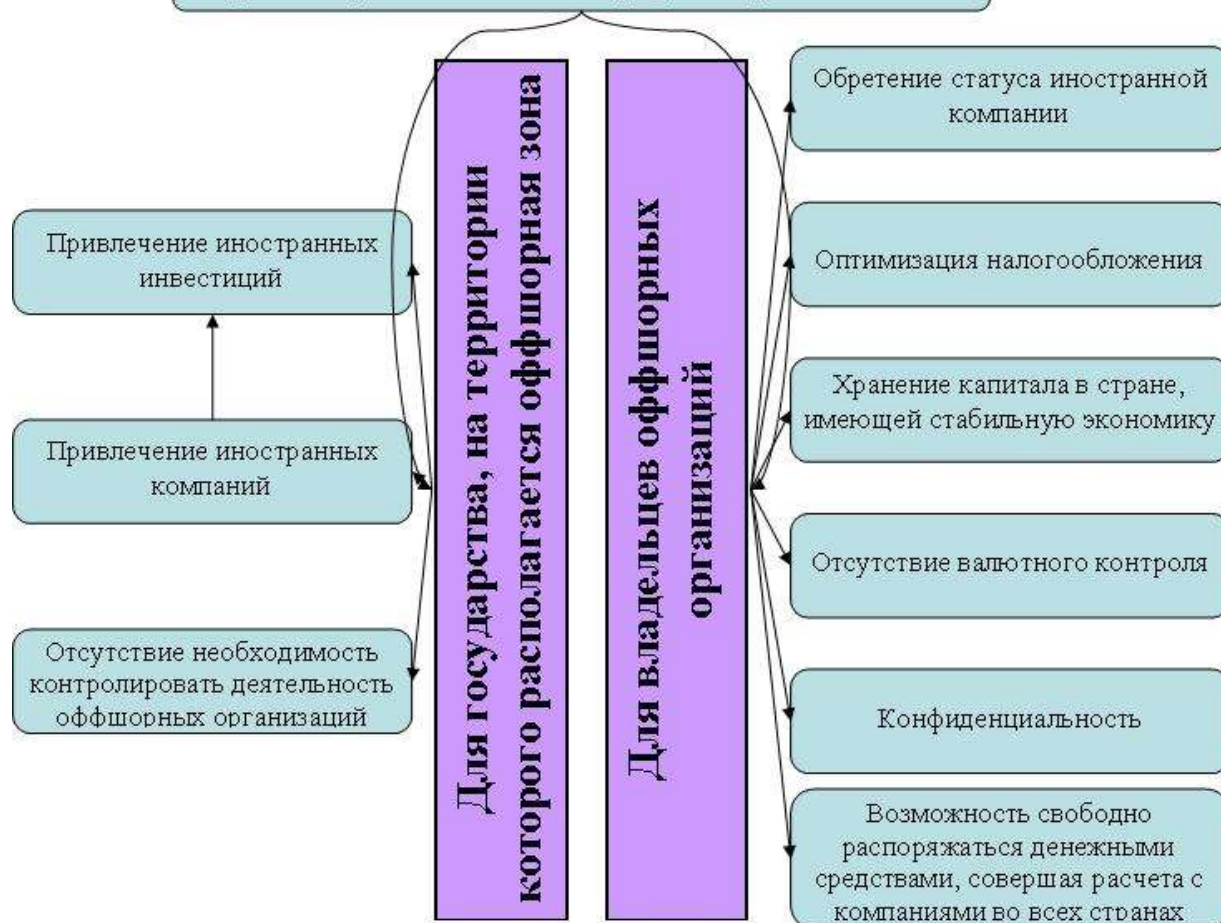 Для государства, на территории
которого располагается оффшорная зона
Для владельцев оффшорных
организаций
Привлечение иностранных
инвестиций
Привлечение иностранных
компаний
Отсутствие необходимость
контролировать деятельность
оффшорных организаций
Обретение статуса иностранной
компании
Оптимизация налогообложения
Хранение капитала в стране,
имеющей стабильную экономику
Отсутствие валютного контроля
Конфиденциальность
Возможность свободно
распоряжаться денежными
средствами, совершая расчета с
компаниями во всех странах